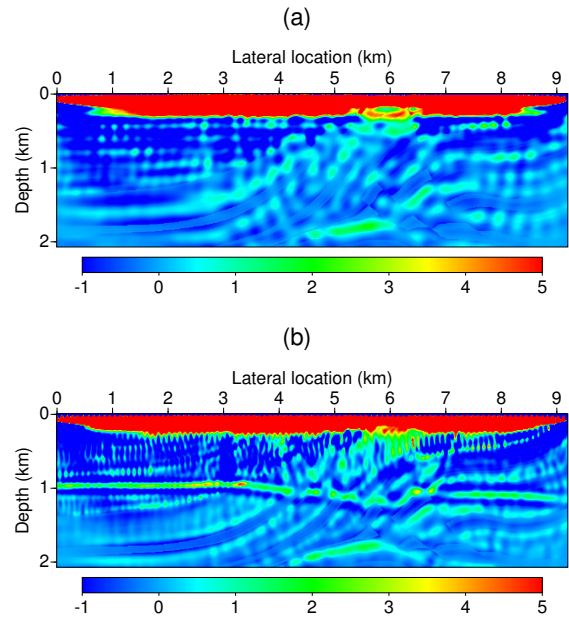 (a)
Lateral location (km)
0 1 2 3 4 5 6 7 8 9
0
1
2
Depth (km)
-1 0 1 2 3 4 5
(b)
Lateral location (km)
0 1 2 3 4 5 6 7 8 9
0
1
2
Depth (km)
-1 0 1 2 3 4 5